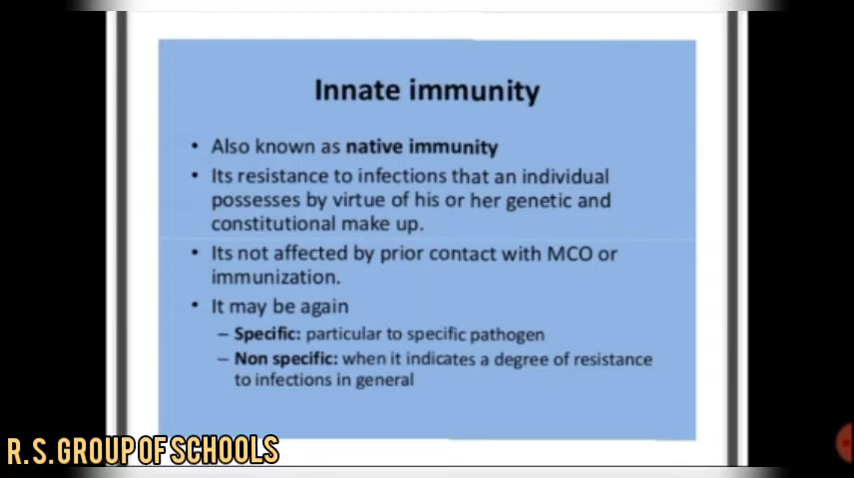 Innate immunity
• Also known as native immunity
• Its resistance to infections that an individual
possesses by virtue of his or her genetic and
constitutional make up.
• Its not affected by prior contact with MCO or
immunization.
• It may be again
– Specific: particular to specific pathogen
– Non specific: when it indicates a degree of resistance
to infections in general
R.S.GROUP OF SCHOOLS